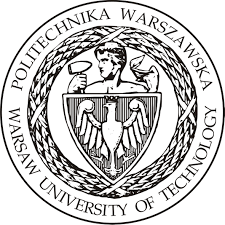 POLITECHNIKA WARSZAWSKA
WARSAW UNIVERSITY OF TECHNOLOGY